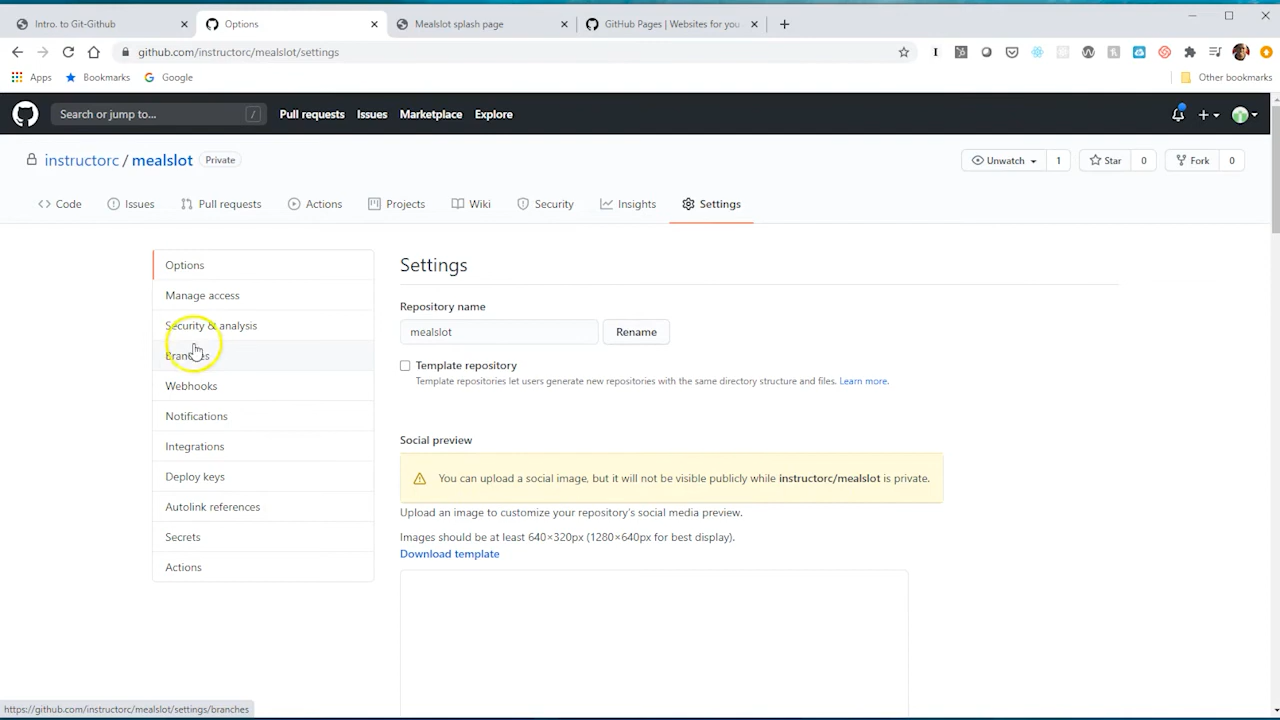 Intro. to Git-Github
Options
Mealslot splash page
GitHub Pages | Websites for you
github.com/instructorc/mealslot/settings
Apps
Bookmarks
Google
Other bookmarks
Search or jump to...
/
Pull requests
Issues
Marketplace
Explore
instructorc / mealslot
Private
Unwatch
1
Star
0
Fork
0
Code
Issues
Pull requests
Actions
Projects
Wiki
Security
Insights
Settings
Options
Manage access
Security & analysis
Branches
Webhooks
Notifications
Integrations
Deploy keys
Autolink references
Secrets
Actions
Settings
Repository name
mealslot
Rename
Template repository
Template repositories let users generate new repositories with the same directory structure and files. Learn more.
Social preview
You can upload a social image, but it will not be visible publicly while instructorc/mealslot is private.
Upload an image to customize your repository's social media preview.
Images should be at least 640×320px (1280×640px for best display).
Download template
https://github.com/instructorc/mealslot/settings/branches